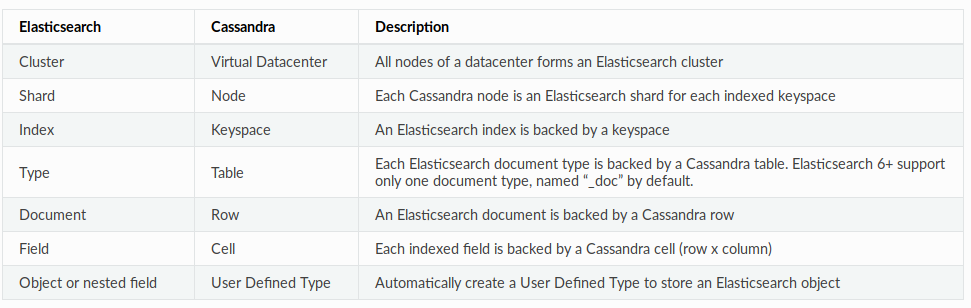 Elasticsearch Cassandra Description
Cluster Virtual Datacenter All nodes of a datacenter forms an Elasticsearch cluster
Shard Node Each Cassandra node is an Elasticsearch shard for each indexed keyspace
Index Keyspace An Elasticsearch index is backed by a keyspace
Type Table Each Elasticsearch document type is backed by a Cassandra table. Elasticsearch 6+ support
only one document type, named “_doc” by default.
Document Row An Elasticsearch document is backed by a Cassandra row
Field Cell Each indexed field is backed by a Cassandra cell (row x column)
Object or nested field User Defined Type Automatically create a User Defined Type to store an Elasticsearch object